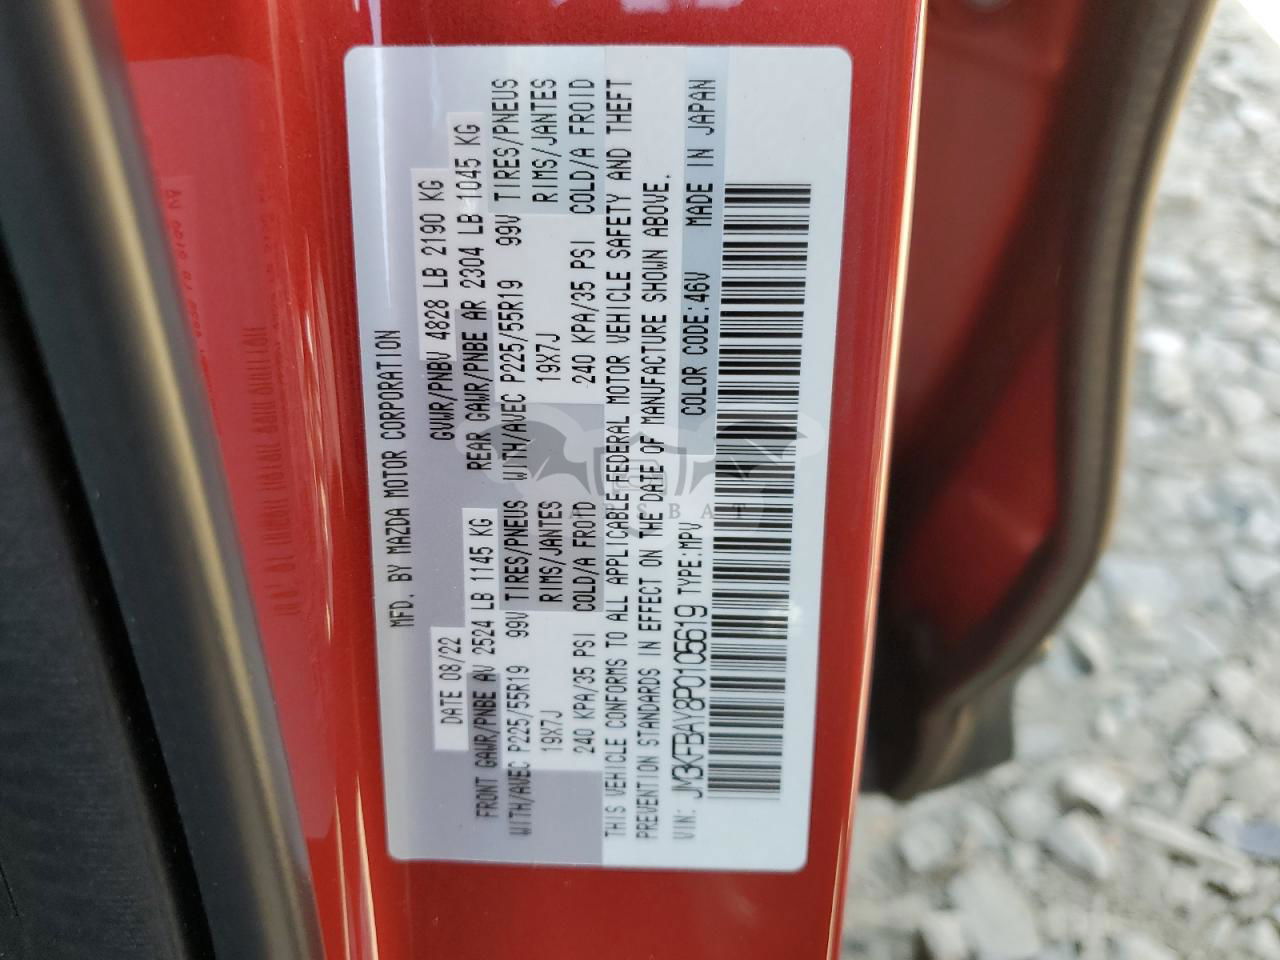 MFD. BY MAZDA MOTOR CORPORATION
DATE 08/22 GVWR/PNBV 4828 LB 2190 KG
FRONT GAWR/PNBE AV 2524 LB 1145 KG REAR GAWR/PNBE AR 2304 LB 1045 KG
WITH/AVEC P225/55R19 99V TIRES/PNEUS WITH/AVEC P225/55R19 99V TIRES/PNEUS
19X7J RIMS/JANTES 19X7J RIMS/JANTES
240 KPA/35 PSI COLD/A FROID 240 KPA/35 PSI COLD/A FROID
THIS VEHICLE CONFORMS TO ALL APPLICABLE FEDERAL MOTOR VEHICLE SAFETY AND THEFT
PREVENTION STANDARDS IN EFFECT ON THE DATE OF MANUFACTURE SHOWN ABOVE.
VIN: JM3KFBAY8P0105619 TYPE:MPV COLOR CODE:46V MADE IN JAPAN
CARSBAT